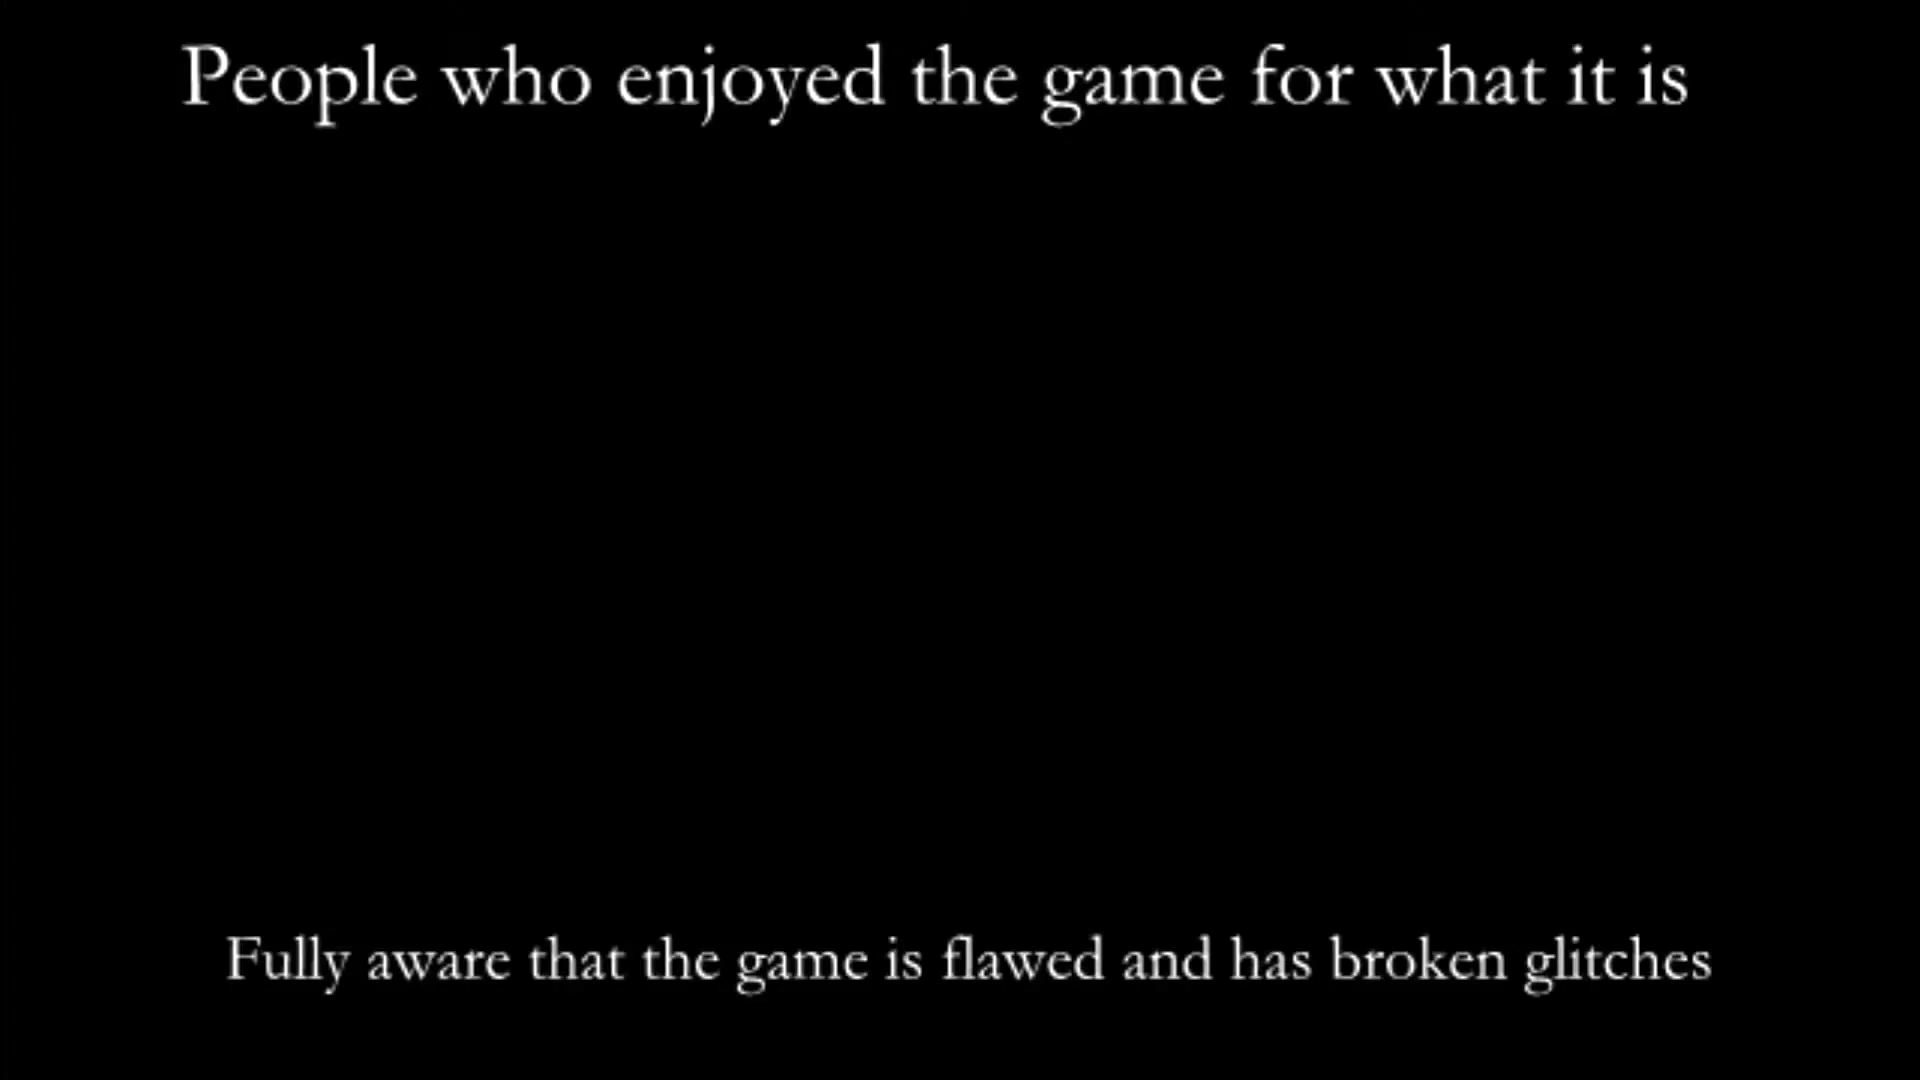 People who enjoyed the game for what it is
Fully aware that the game is flawed and has broken glitches